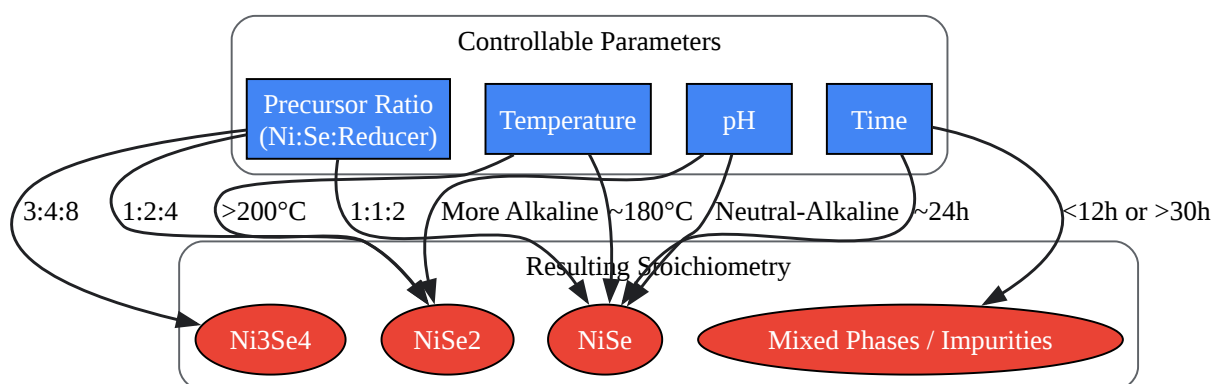 Controllable Parameters
Precursor Ratio
(Ni:Se:Reducer)
Temperature
pH
Time
3:4:8
1:2:4
>200°C
1:1:2
More Alkaline
~180°C
Neutral-Alkaline
~24h
<12h or >30h
Resulting Stoichiometry
Ni3Se4
NiSe2
NiSe
Mixed Phases / Impurities